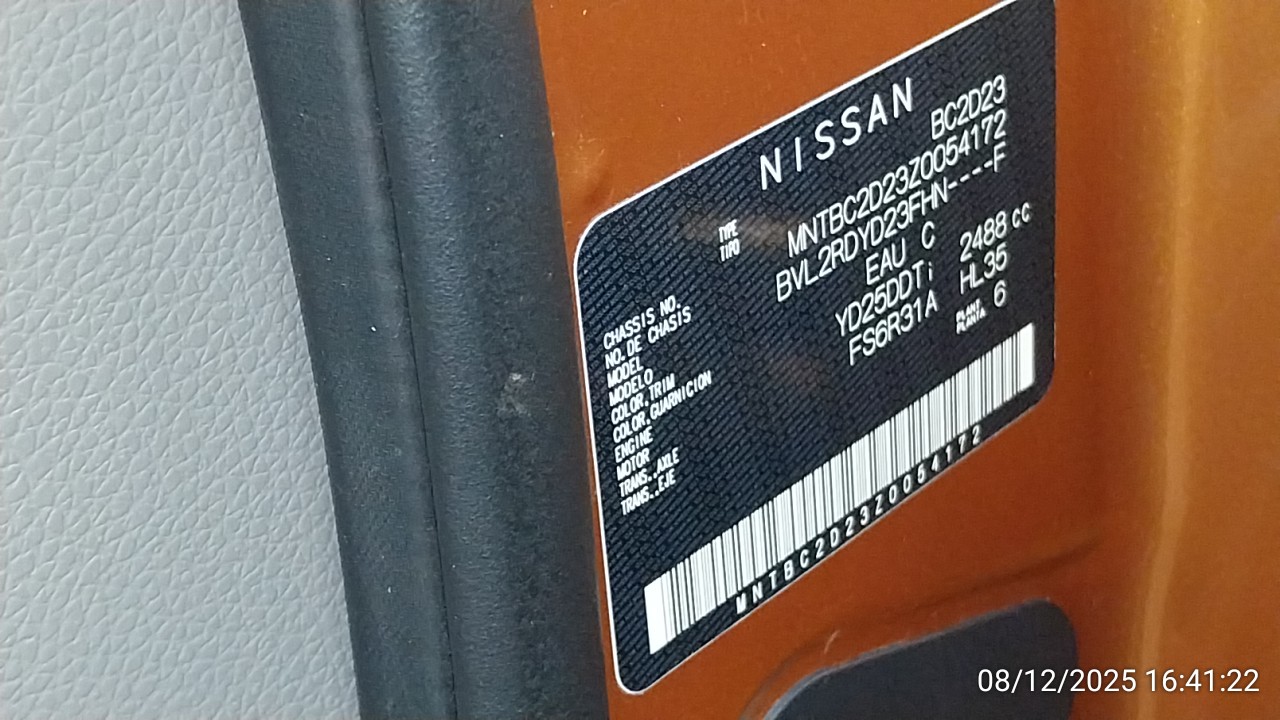 NISSAN
TYPE BC2D23
TIPO
CHASSIS NO. MNTBC2D23Z0054172
NO. DE CHASIS
MODEL BVL2RDYD23FHN----F
MODELO
COLOR,TRIM EAU C
COLOR,GUARNICION
ENGINE YD25DDTi 2488 cc
MOTOR
TRANS.,AXLE FS6R31A HL35
TRANS.,EJE
PLANT 6
PLANTA
MNTBC2D23Z0054172
08/12/2025 16:41:22